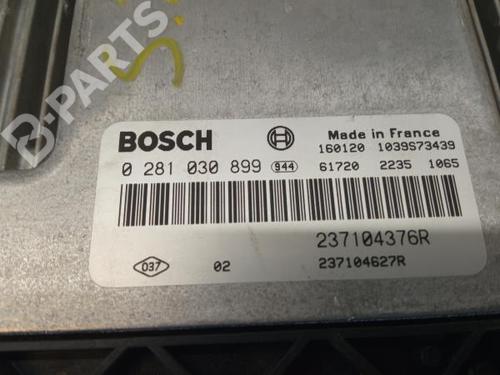 B-PARTS
BOSCH
Made in France
160120 1039S73439
0 281 030 899 944 61720 2235 1065
237104376R
037 02 237104627R